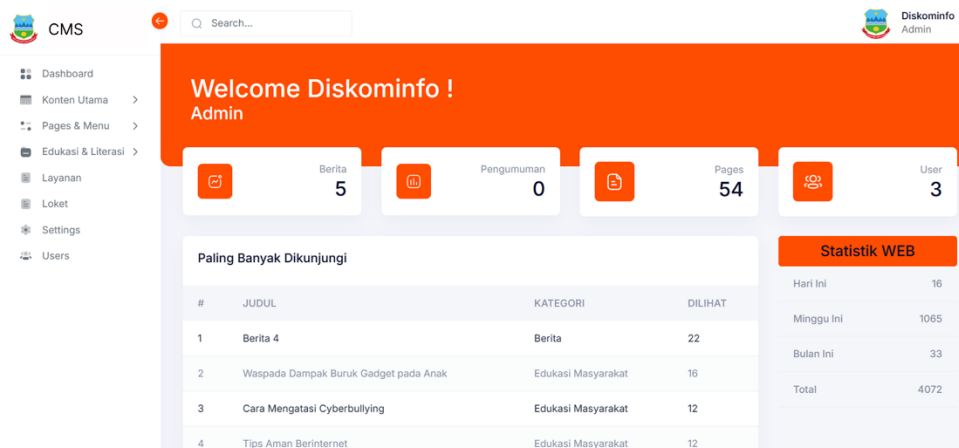 CMS
Search...
Diskominfo
Admin
Dashboard
Konten Utama
Pages & Menu
Edukasi & Literasi
Layanan
Loket
Settings
Users
Welcome Diskominfo !
Admin
Berita
5
Pengumuman
0
Pages
54
User
3
Paling Banyak Dikunjungi
# JUDUL KATEGORI DILIHAT
1 Berita 4 Berita 22
2 Waspada Dampak Buruk Gadget pada Anak Edukasi Masyarakat 16
3 Cara Mengatasi Cyberbullying Edukasi Masyarakat 12
4 Tips Aman Berinternet Edukasi Masyarakat 12
Statistik WEB
Hari Ini 16
Minggu Ini 1065
Bulan Ini 33
Total 4072